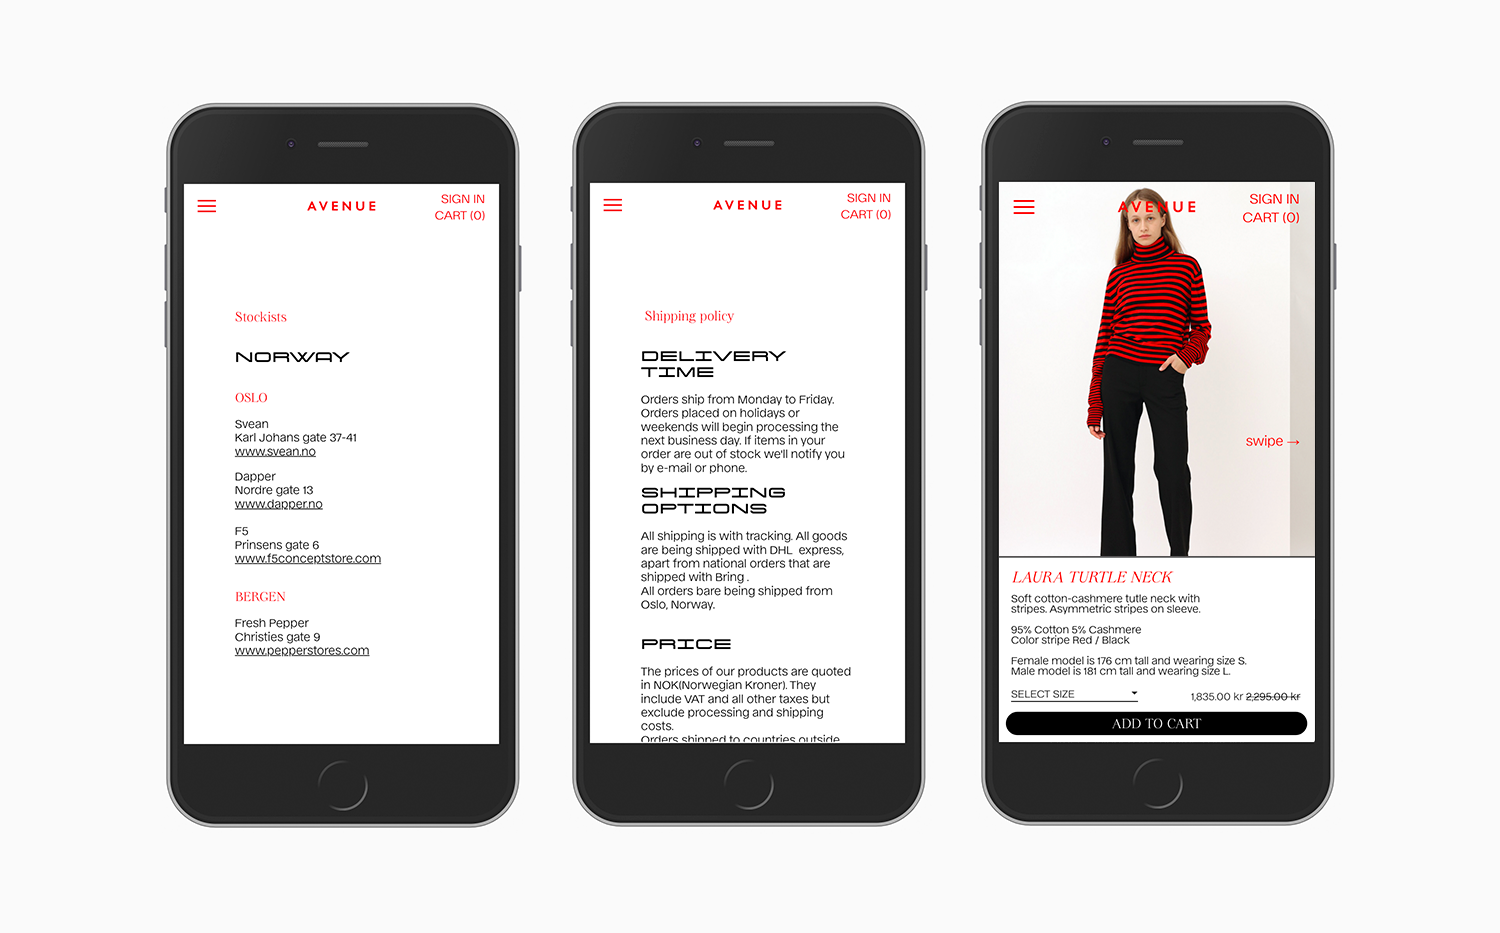 AVENUE
SIGN IN
CART (0)
Stockists
NORWAY
OSLO
Svean
Karl Johans gate 37-41
www.svean.no
Dapper
Nordre gate 13
www.dapper.no
F5
Prinsens gate 6
www.f5conceptstore.com
BERGEN
Fresh Pepper
Christies gate 9
www.pepperstores.com
AVENUE
SIGN IN
CART (0)
Shipping policy
DELIVERY
TIME
Orders ship from Monday to Friday.
Orders placed on holidays or
weekends will begin processing the
next business day. If items in your
order are out of stock we'll notify you
by e-mail or phone.
SHIPPING
OPTIONS
All shipping is with tracking. All goods
are being shipped with DHL  express,
apart from national orders that are
shipped with Bring .
All orders bare being shipped from
Oslo, Norway.
PRICE
The prices of our products are quoted
in NOK(Norwegian Kroner). They
include VAT and all other taxes but
exclude processing and shipping
costs.
Orders shipped to countries outside
AVENUE
SIGN IN
CART (0)
swipe →
LAURA TURTLE NECK
Soft cotton-cashmere tutle neck with
stripes. Asymmetric stripes on sleeve.
95% Cotton 5% Cashmere
Color stripe Red / Black
Female model is 176 cm tall and wearing size S.
Male model is 181 cm tall and wearing size L.
SELECT SIZE
1,835.00 kr 2,295.00 kr
ADD TO CART